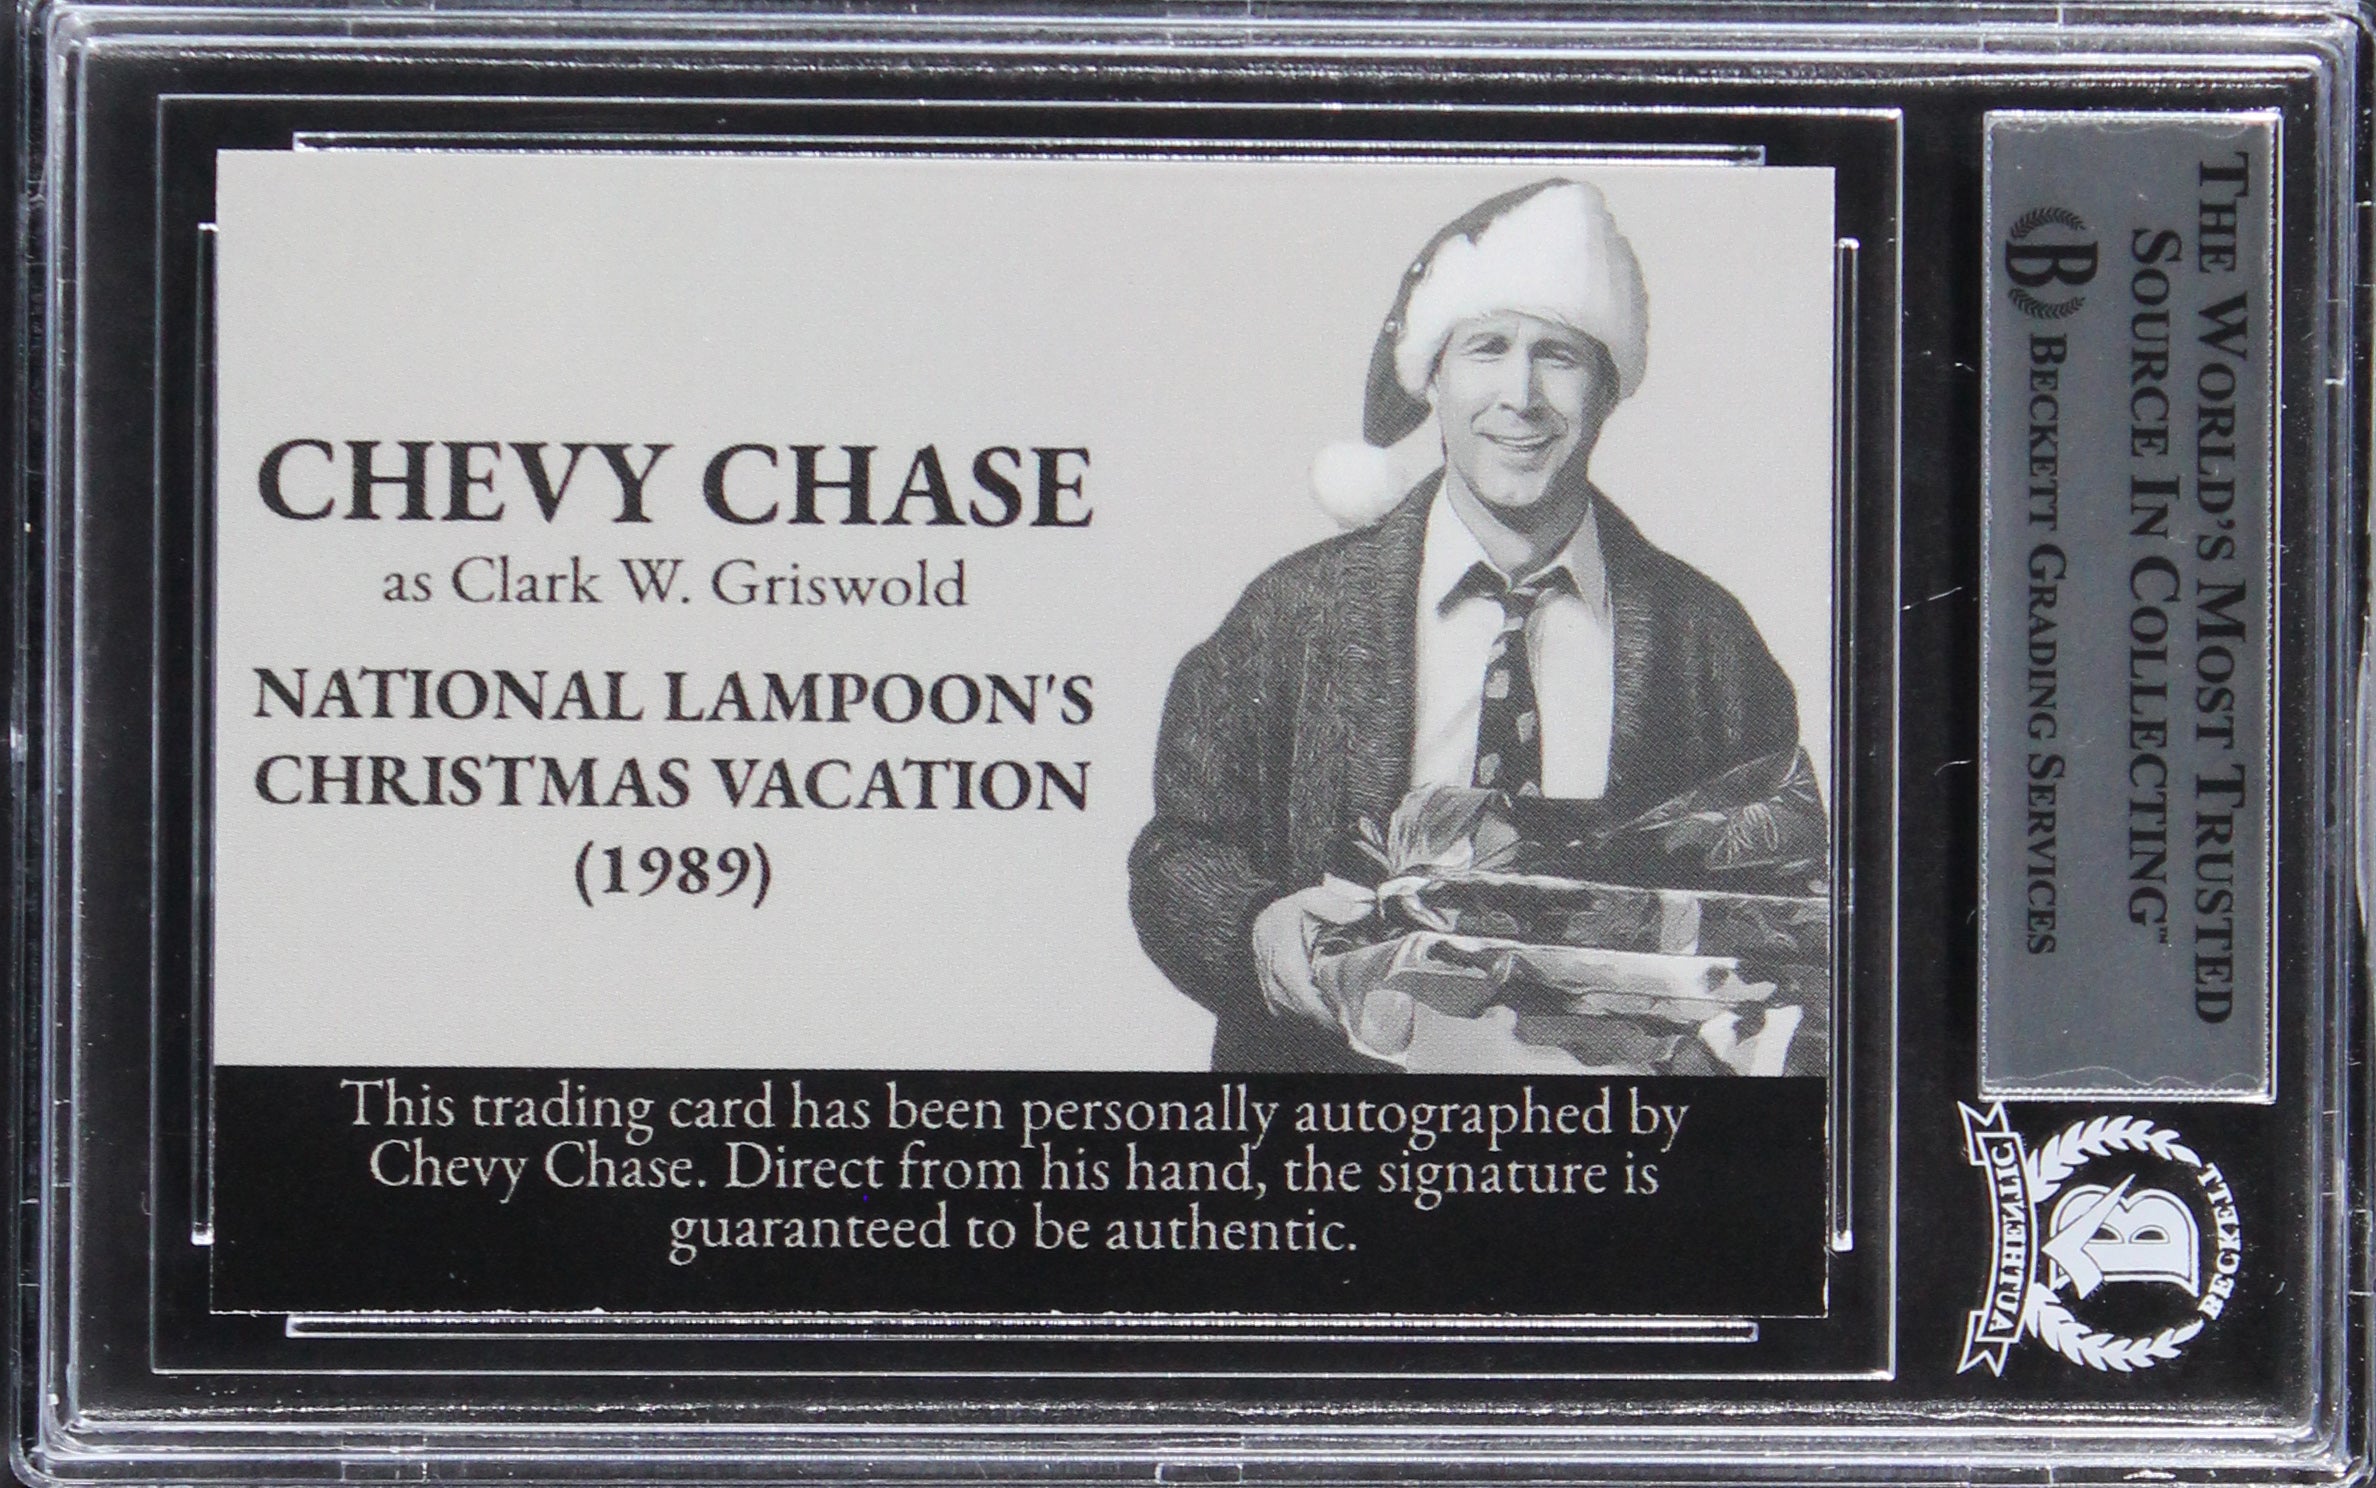 CHEVY CHASE
as Clark W. Griswold
NATIONAL LAMPOON'S
CHRISTMAS VACATION
(1989)
This trading card has been personally autographed by
Chevy Chase. Direct from his hand, the signature is
guaranteed to be authentic.
THE WORLD'S MOST TRUSTED
SOURCE IN COLLECTING™
B BECKETT GRADING SERVICES
AUTHENTIC
B
BECKETT